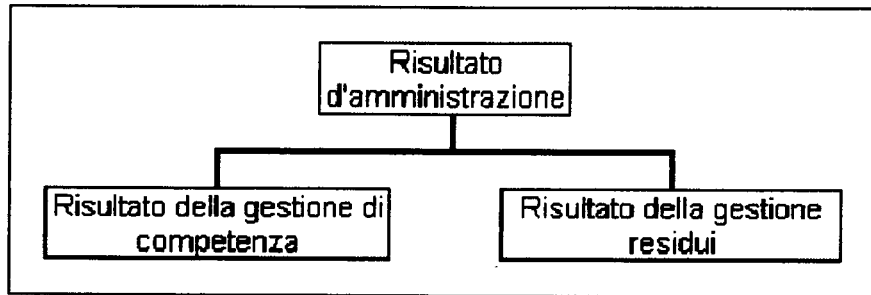 Risultato
d'amministrazione
Risultato della gestione di
competenza
Risultato della gestione
residui